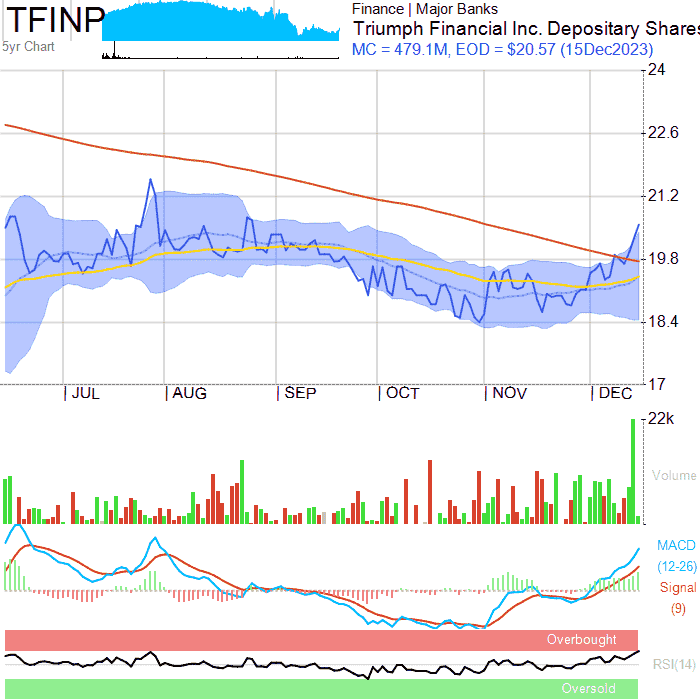 TFINP
5yr Chart
Finance | Major Banks
Triumph Financial Inc. Depositary Shares
MC = 479.1M, EOD = $20.57 (15Dec2023)
24
22.6
21.2
19.8
18.4
17
JUL
AUG
SEP
OCT
NOV
DEC
22k
Volume
MACD
(12-26)
Signal
(9)
Overbought
RSI(14)
Oversold